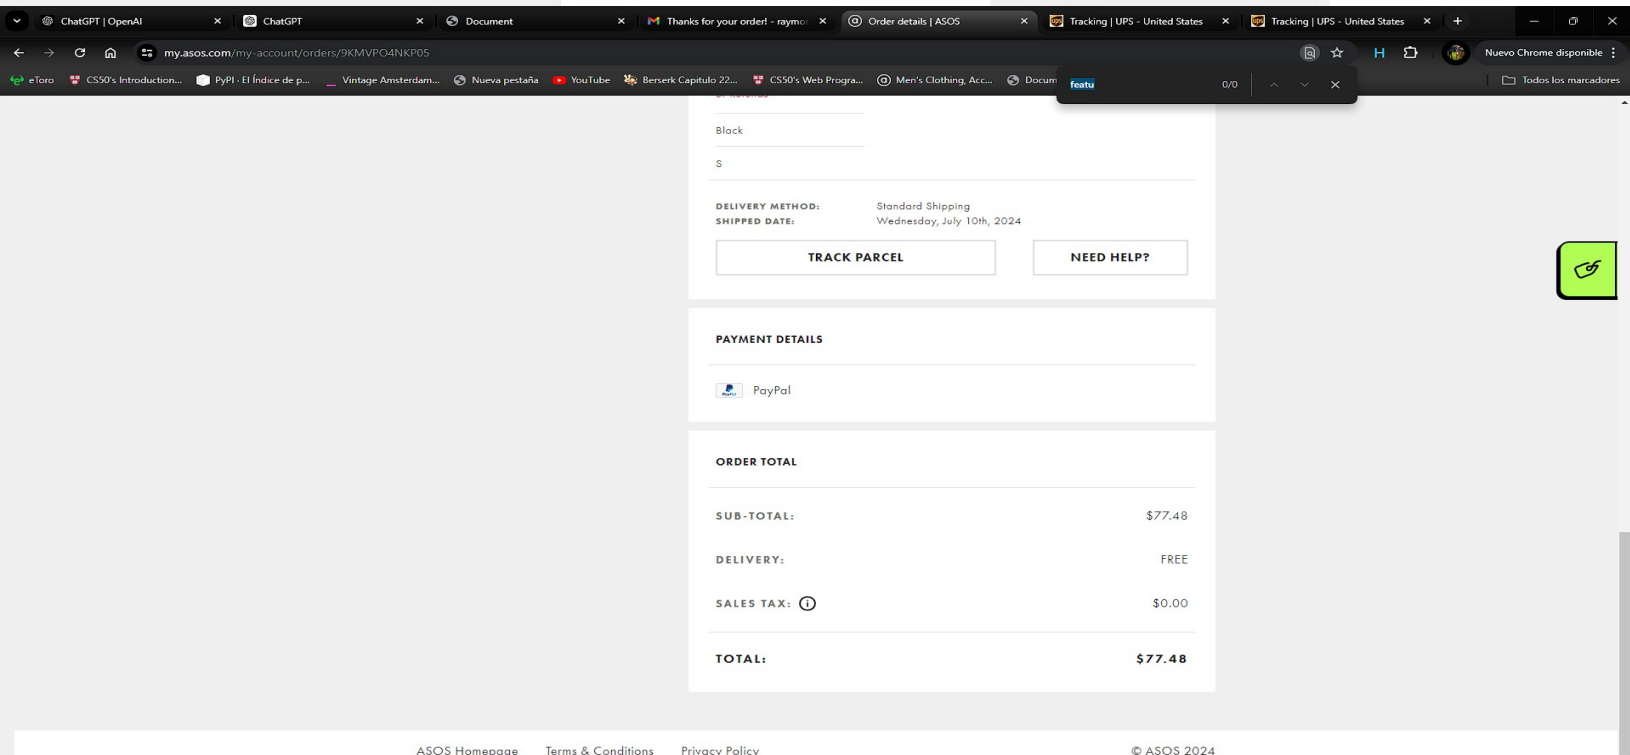 ChatGPT | OpenAI
ChatGPT
Document
Thanks for your order! - raymo
Order details | ASOS
Tracking | UPS - United States
Tracking | UPS - United States
my.asos.com/my-account/orders/9KMVPO4NKP05
Nuevo Chrome disponible
eToro
CS50's Introduction...
PyPI · El Índice de p...
Vintage Amsterdam...
Nueva pestaña
YouTube
Berserk Capitulo 22...
CS50's Web Progra...
Men's Clothing, Acc...
Docum
Todos los marcadores
featu
0/0
Black
S
DELIVERY METHOD: Standard Shipping
SHIPPED DATE: Wednesday, July 10th, 2024
TRACK PARCEL
NEED HELP?
PAYMENT DETAILS
PayPal
PayPal
ORDER TOTAL
SUB-TOTAL: $77.48
DELIVERY: FREE
SALES TAX: $0.00
TOTAL: $77.48
ASOS Homepage
Terms & Conditions
Privacy Policy
© ASOS 2024